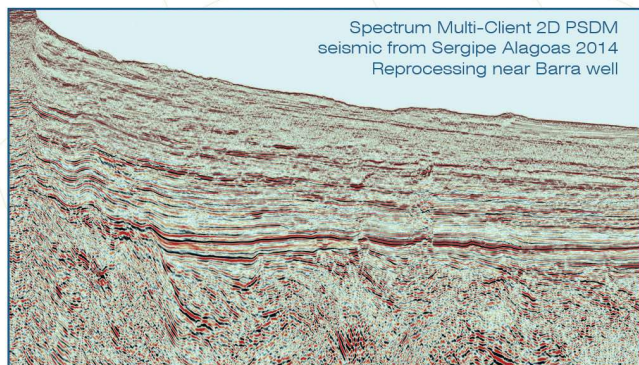 Spectrum Multi-Client 2D PSDM
seismic from Sergipe Alagoas 2014
Reprocessing near Barra well